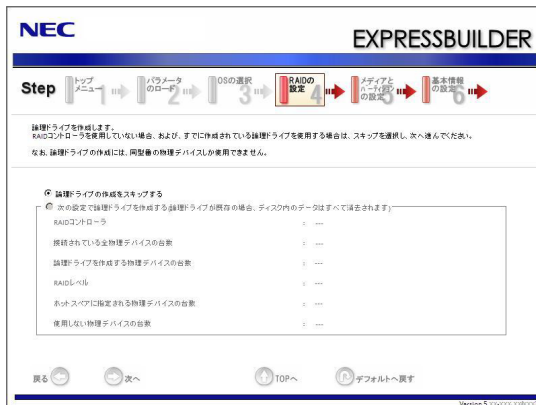 NEC
EXPRESSBUILDER
Step
トップ
メニュー 1
パラメータ
のロード 2
OSの選択
3
RAIDの
設定 4
メディアと
パーティション
の設定 5
基本情報
の設定 6
論理ドライブを作成します。
RAIDコントローラを使用していない場合、および、すでに作成されている論理ドライブを使用する場合は、スキップを選択し、次へ進んでください。
なお、論理ドライブの作成には、同型番の物理デバイスしか使用できません。
論理ドライブの作成をスキップする
次の設定で論理ドライブを作成する(論理ドライブが既存の場合、ディスク内のデータはすべて消去されます)
RAIDコントローラ : ---
接続されている全物理デバイスの台数 : ---
論理ドライブを作成する物理デバイスの台数 : ---
RAIDレベル : ---
ホットスペアに指定される物理デバイスの台数 : ---
使用しない物理デバイスの台数 : ---
戻る 次へ TOPへ デフォルトへ戻す
Version 5